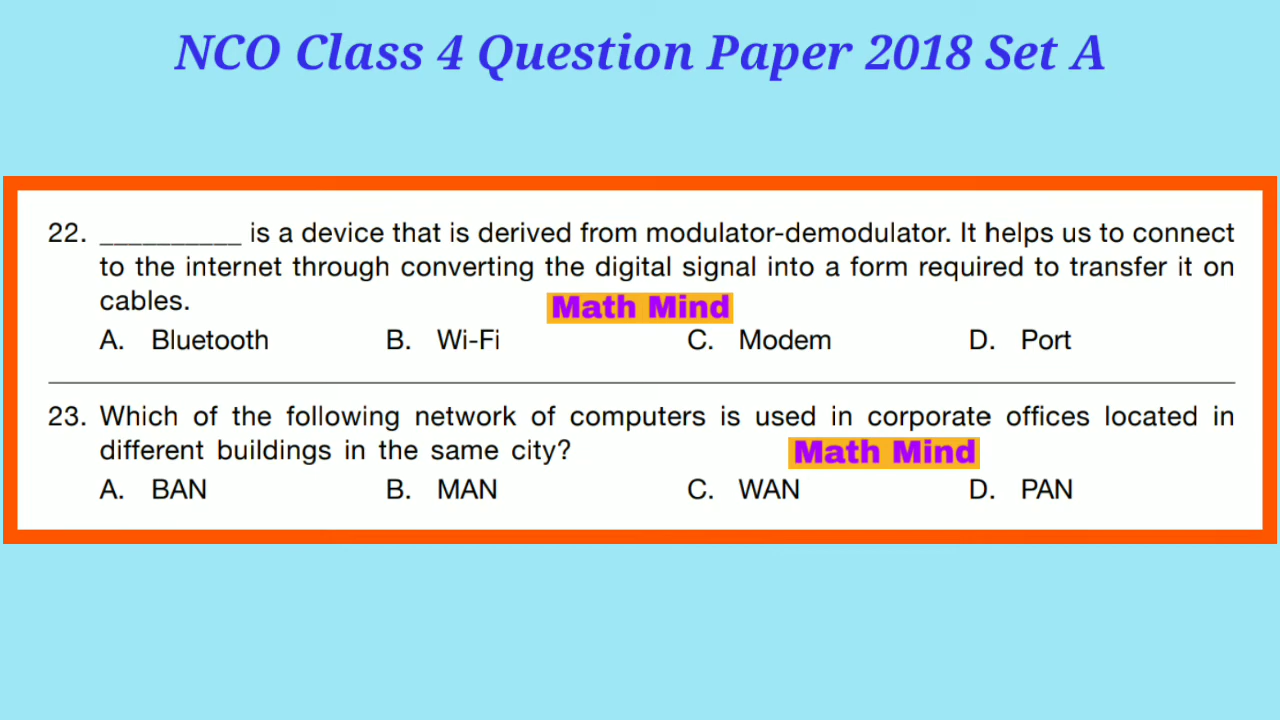 NCO Class 4 Question Paper 2018 Set A
22. __________ is a device that is derived from modulator-demodulator. It helps us to connect
to the internet through converting the digital signal into a form required to transfer it on
cables.
Math Mind
A. Bluetooth B. Wi-Fi C. Modem D. Port
23. Which of the following network of computers is used in corporate offices located in
different buildings in the same city?
Math Mind
A. BAN B. MAN C. WAN D. PAN